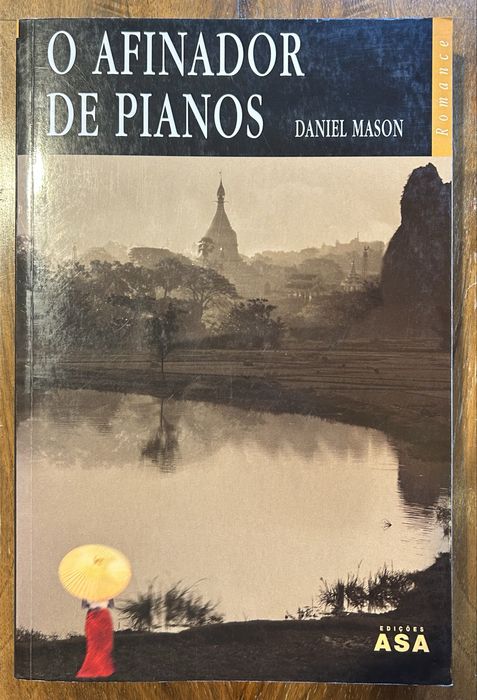 O AFINADOR
DE PIANOS
DANIEL MASON
Romance
EDIÇÕES
ASA